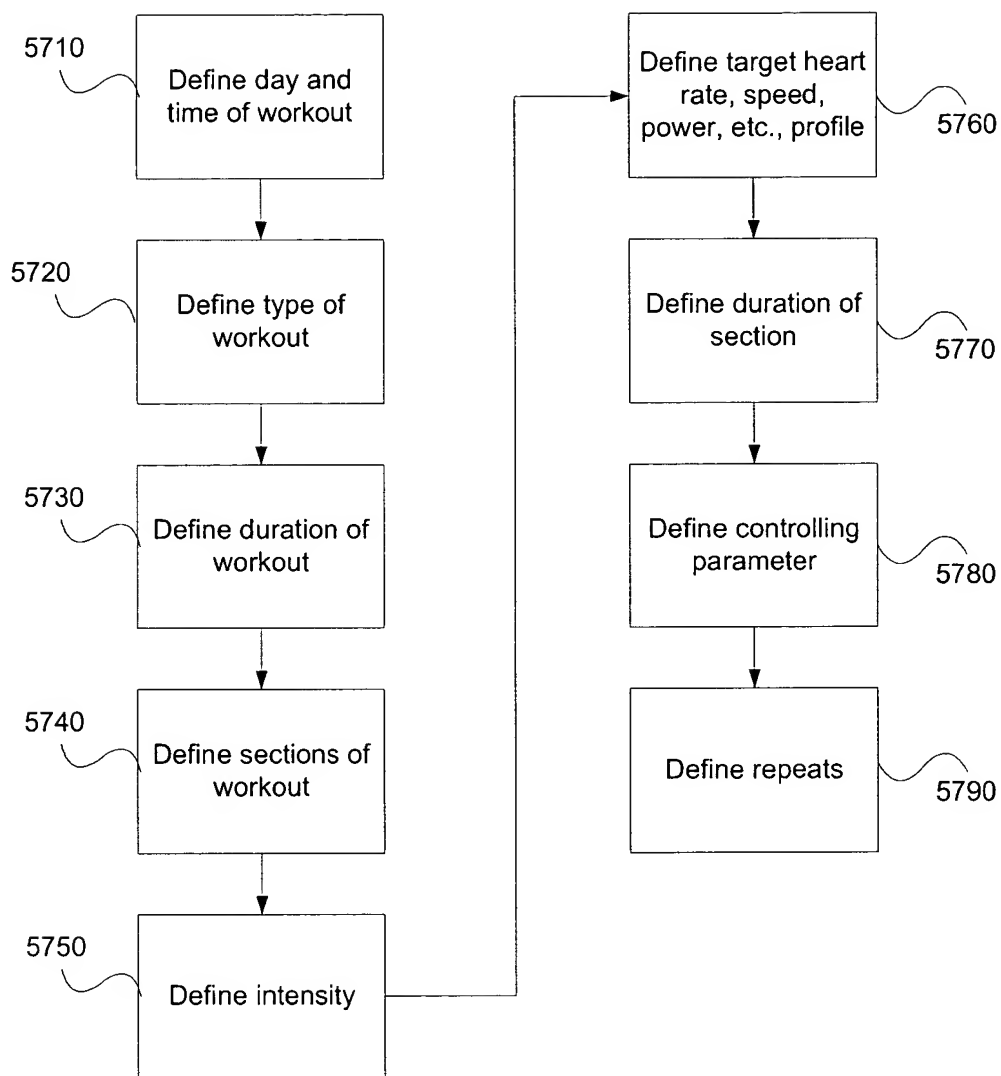 5710
Define day and
time of workout
5720
Define type of
workout
5730
Define duration of
workout
5740
Define sections of
workout
5750
Define intensity
Define target heart
rate, speed,
power, etc., profile
5760
Define duration of
section
5770
Define controlling
parameter
5780
Define repeats
5790